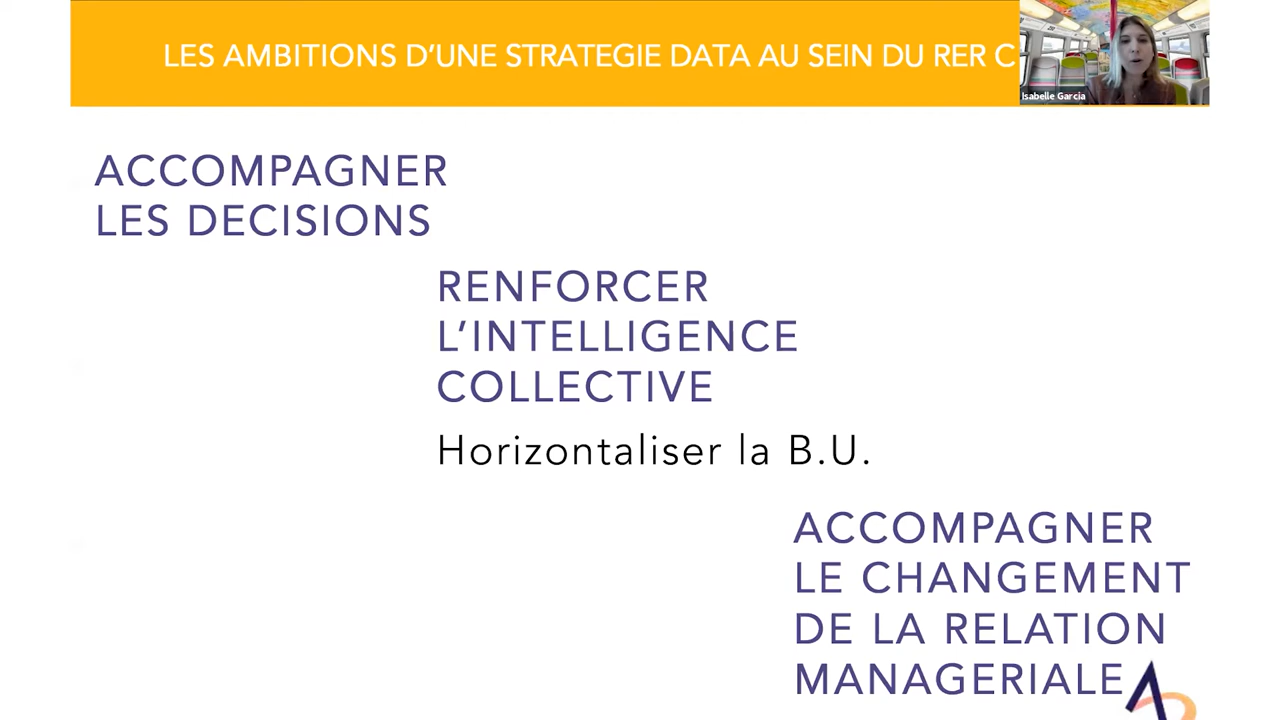 LES AMBITIONS D’UNE STRATEGIE DATA AU SEIN DU RER C
Isabelle Garcia
ACCOMPAGNER
LES DECISIONS
RENFORCER
L’INTELLIGENCE
COLLECTIVE
Horizontaliser la B.U.
ACCOMPAGNER
LE CHANGEMENT
DE LA RELATION
MANAGERIALE